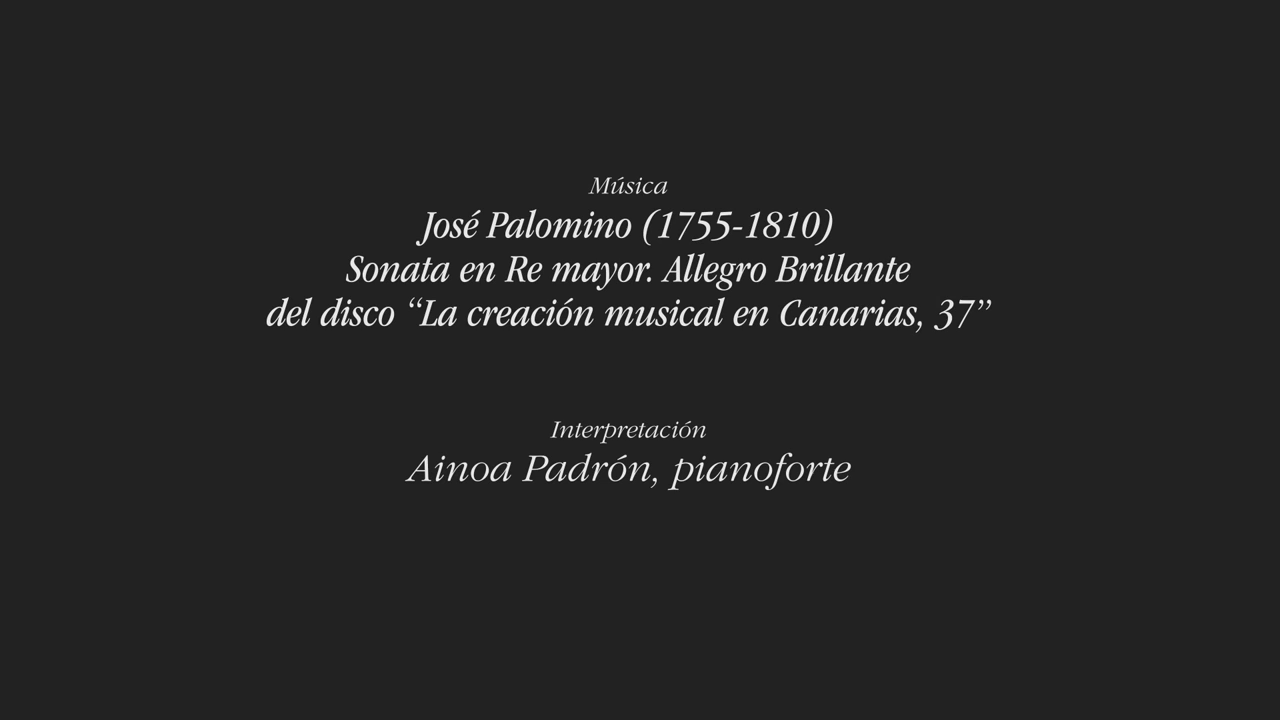 Música
José Palomino (1755-1810)
Sonata en Re mayor. Allegro Brillante
del disco “La creación musical en Canarias, 37”
Interpretación
Ainoa Padrón, pianoforte